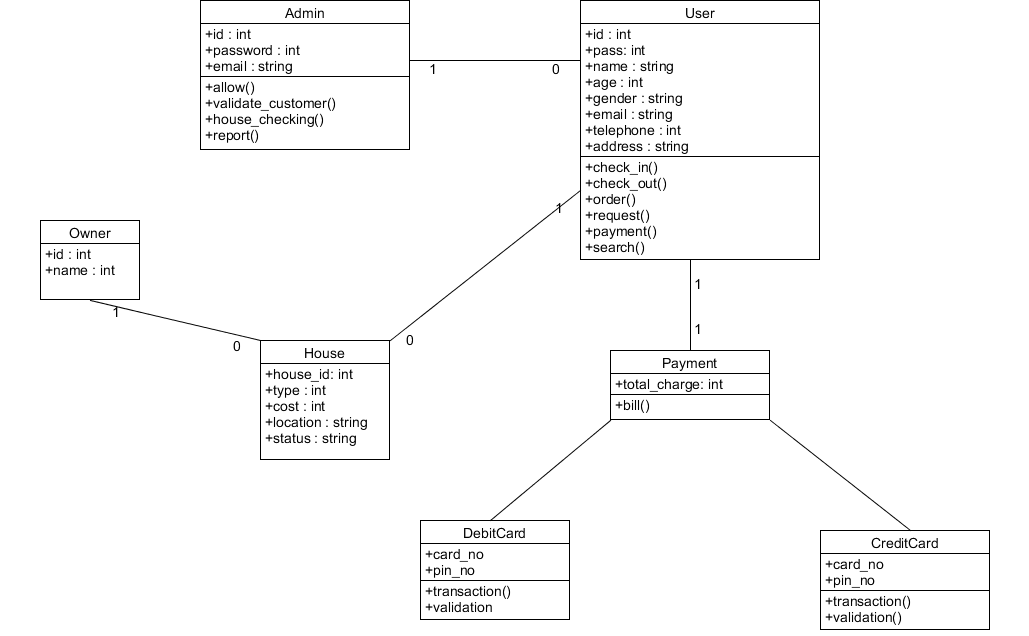 Admin
+id : int
+password : int
+email : string
+allow()
+validate_customer()
+house_checking()
+report()
1
0
User
+id : int
+pass: int
+name : string
+age : int
+gender : string
+email : string
+telephone : int
+address : string
+check_in()
+check_out()
+order()
+request()
+payment()
+search()
1
Owner
+id : int
+name : int
1
0
0
House
+house_id: int
+type : int
+cost : int
+location : string
+status : string
1
1
Payment
+total_charge: int
+bill()
DebitCard
+card_no
+pin_no
+transaction()
+validation
CreditCard
+card_no
+pin_no
+transaction()
+validation()